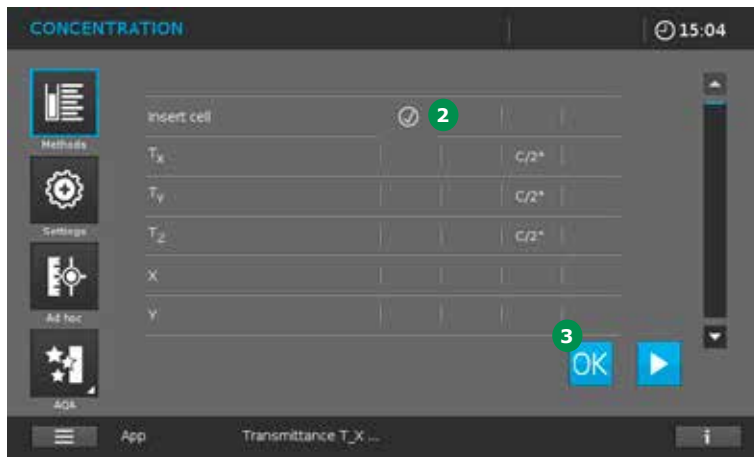 CONCENTRATION 15:04
Methods
Insert cell 2
Tx C/2°
Settings
Ty C/2°
Tz C/2°
Ad hoc
X
Y
3
OK
AQA
App Transmittance T_X ...
i